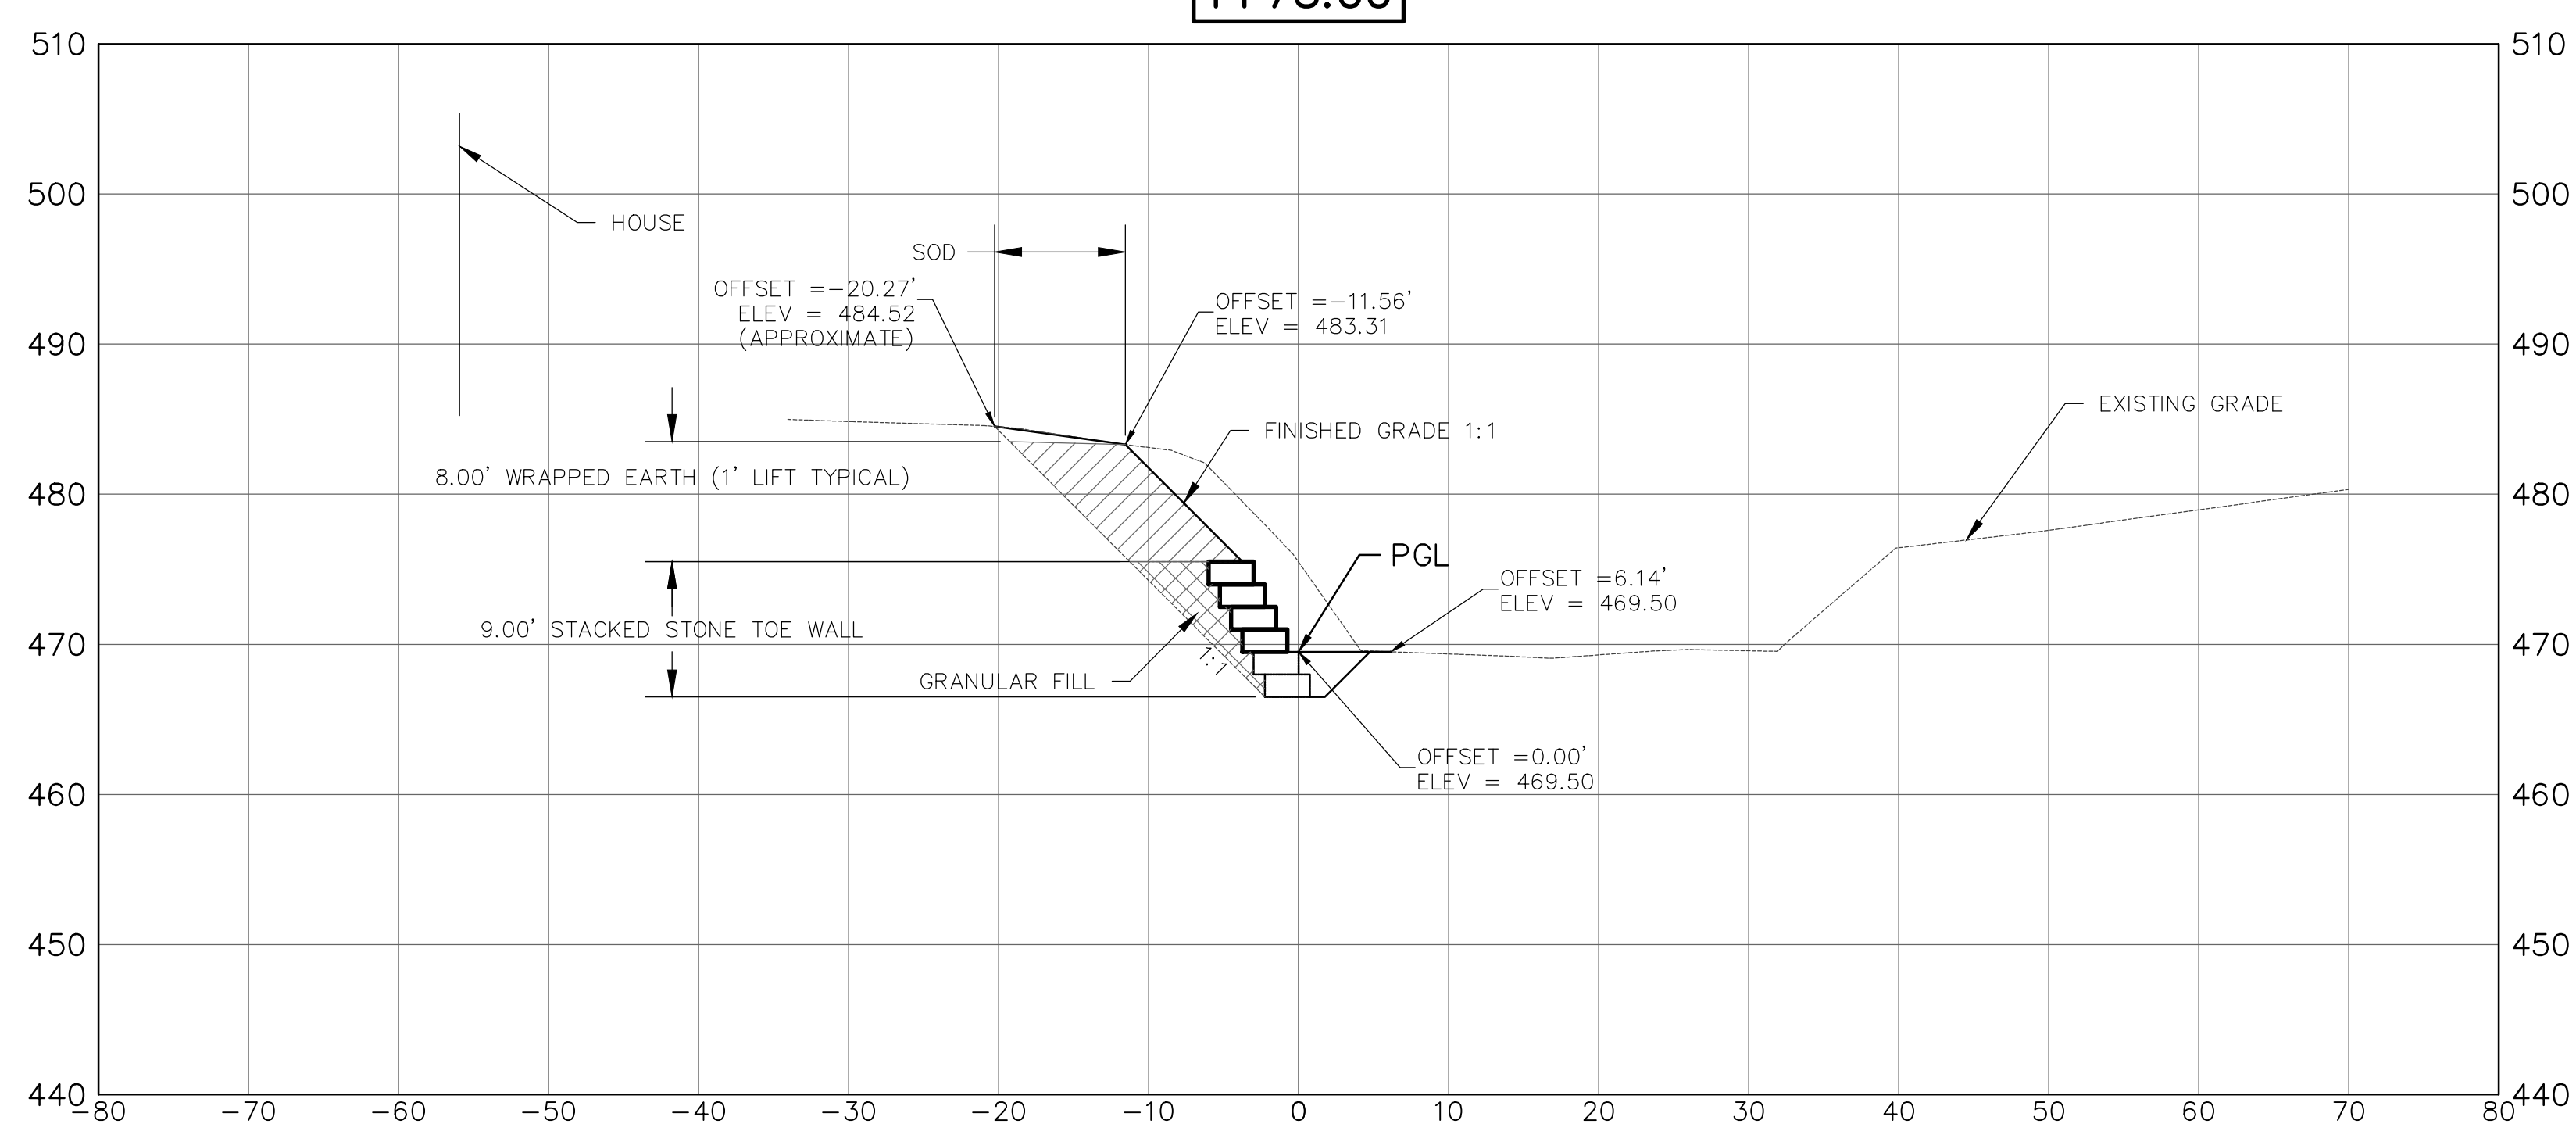 510
510
HOUSE
500
500
SOD
OFFSET =-20.27'
ELEV = 484.52
(APPROXIMATE)
OFFSET =-11.56'
ELEV = 483.31
490
490
EXISTING GRADE
FINISHED GRADE 1:1
8.00' WRAPPED EARTH (1' LIFT TYPICAL)
480
480
PGL
OFFSET =6.14'
ELEV = 469.50
9.00' STACKED STONE TOE WALL
470
470
1:1
GRANULAR FILL
OFFSET =0.00'
ELEV = 469.50
460
460
450
450
440
440
-80 -70 -60 -50 -40 -30 -20 -10 0 10 20 30 40 50 60 70 80